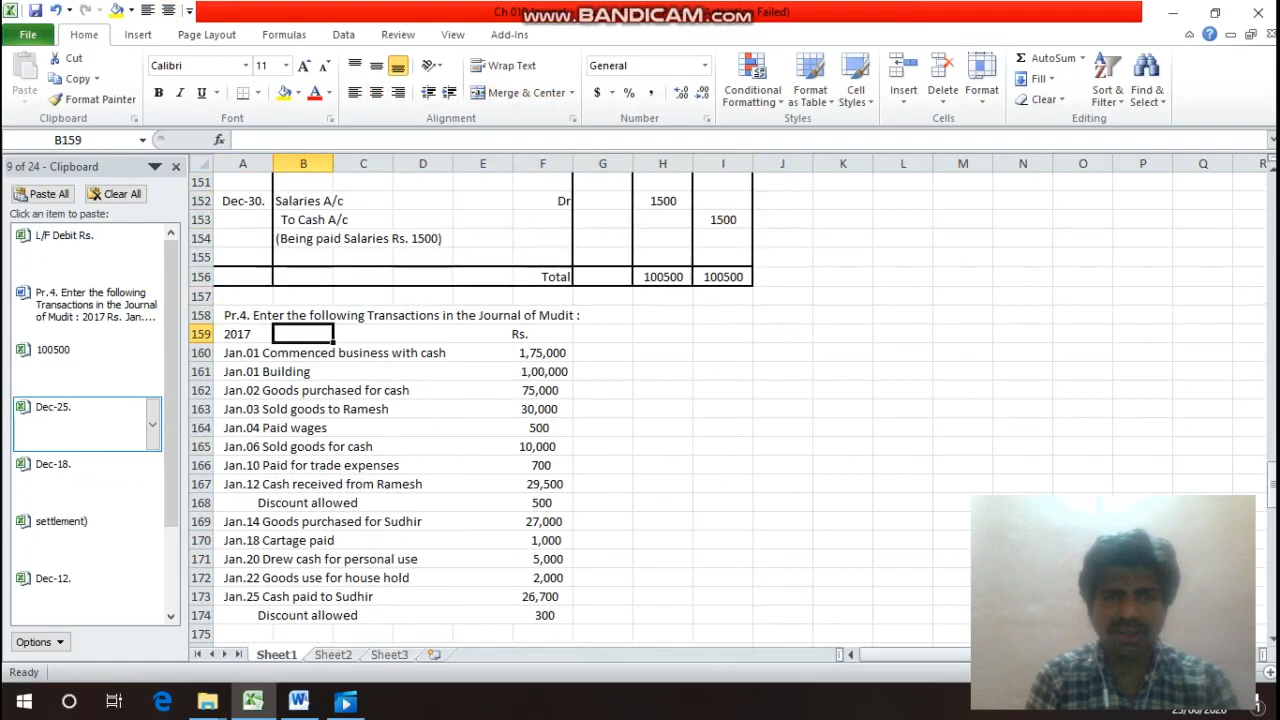 Ch 01
www.BANDICAM.com
Failed)
File Home Insert Page Layout Formulas Data Review View Add-Ins
Paste
Cut
Copy
Format Painter
Clipboard
Calibri 11
B I U
Font
Wrap Text
Merge & Center
Alignment
General
$ % ,
Number
Conditional Formatting
Format as Table
Cell Styles
Styles
Insert Delete Format
Cells
Σ AutoSum
Fill
Clear
Sort & Filter
Find & Select
Editing
B159 fx
9 of 24 - Clipboard
Paste All Clear All
Click an item to paste:
L/F Debit Rs.
Pr.4. Enter the following
Transactions in the Journal
of Mudit : 2017 Rs. Jan....
100500
Dec-25.
Dec-18.
settlement)
Dec-12.
Options
A B C D E F G H I J K L M N O P Q R
151
152 Dec-30. Salaries A/c Dr 1500
153 To Cash A/c 1500
154 (Being paid Salaries Rs. 1500)
155
156 Total 100500 100500
157
158 Pr.4. Enter the following Transactions in the Journal of Mudit :
159 2017 Rs.
160 Jan.01 Commenced business with cash 1,75,000
161 Jan.01 Building 1,00,000
162 Jan.02 Goods purchased for cash 75,000
163 Jan.03 Sold goods to Ramesh 30,000
164 Jan.04 Paid wages 500
165 Jan.06 Sold goods for cash 10,000
166 Jan.10 Paid for trade expenses 700
167 Jan.12 Cash received from Ramesh 29,500
168 Discount allowed 500
169 Jan.14 Goods purchased for Sudhir 27,000
170 Jan.18 Cartage paid 1,000
171 Jan.20 Drew cash for personal use 5,000
172 Jan.22 Goods use for house hold 2,000
173 Jan.25 Cash paid to Sudhir 26,700
174 Discount allowed 300
175
Sheet1 Sheet2 Sheet3
Ready